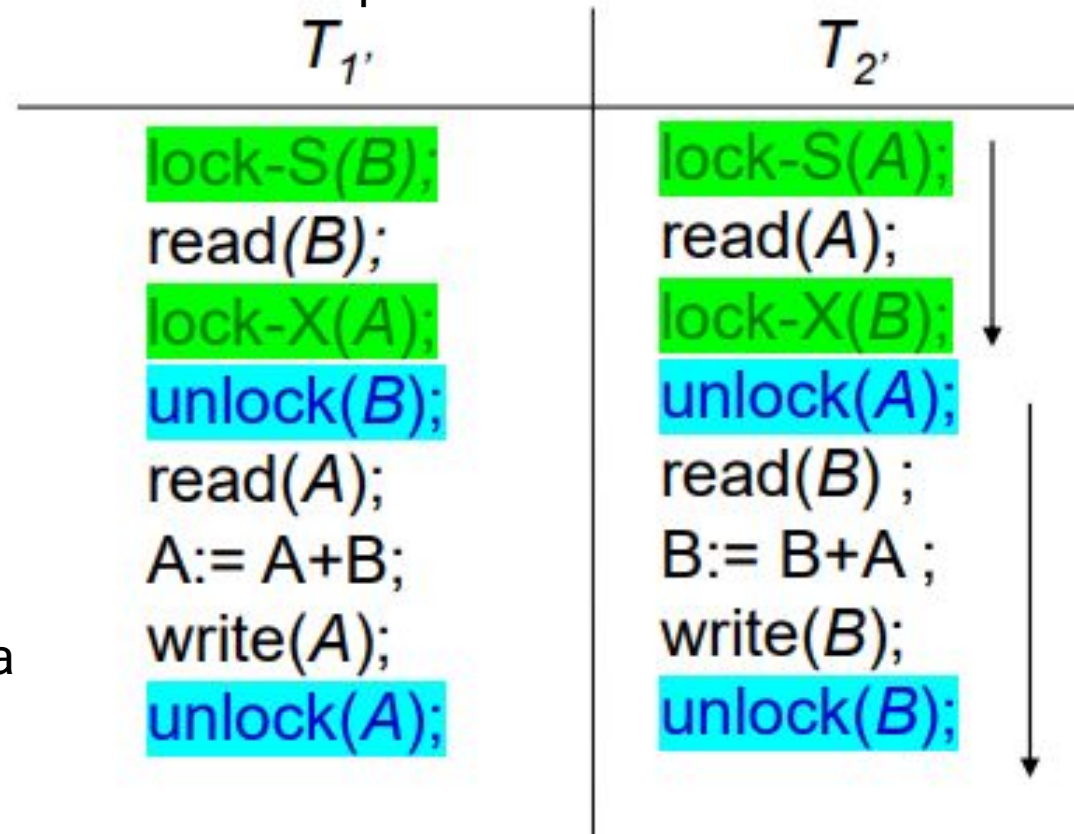 T1' T2'
lock-S(B); lock-S(A);
read(B); read(A);
lock-X(A); lock-X(B);
unlock(B); unlock(A);
read(A); read(B) ;
A:= A+B; B:= B+A ;
write(A); write(B);
a
unlock(A); unlock(B);